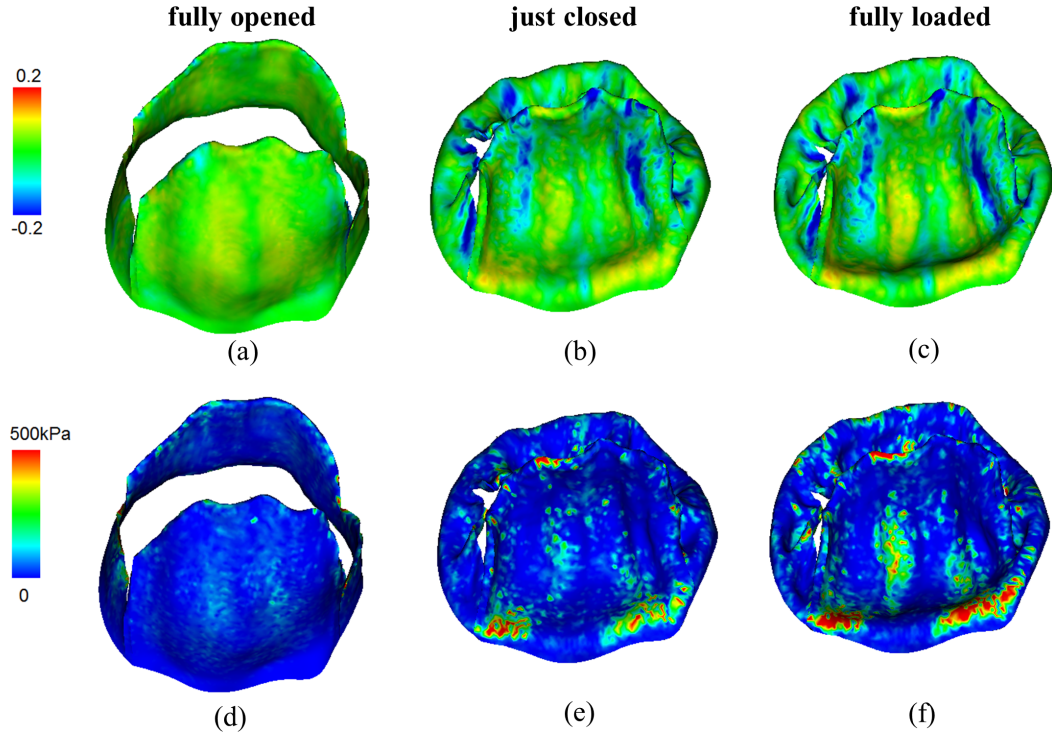 fully opened
just closed
fully loaded
0.2
-0.2
(a)
(b)
(c)
500kPa
0
(d)
(e)
(f)